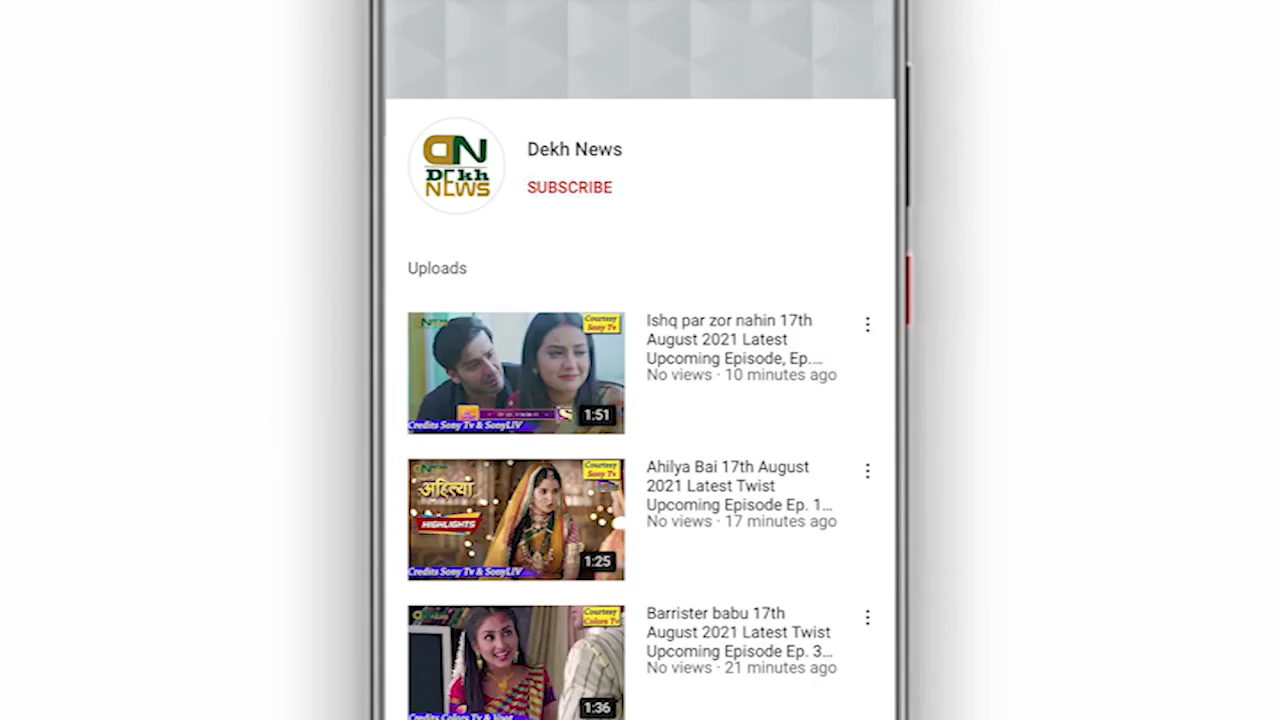 DN
Dekh
NEWS
Dekh News
SUBSCRIBE
Uploads
Courtesy
Sony Tv
Credits Sony Tv & SonyLIV
1:51
Ishq par zor nahin 17th
August 2021 Latest
Upcoming Episode, Ep....
No views · 10 minutes ago
Courtesy
Sony Tv
अहिल्या
HIGHLIGHTS
Credits Sony Tv & SonyLIV
1:25
Ahilya Bai 17th August
2021 Latest Twist
Upcoming Episode Ep. 1...
No views · 17 minutes ago
Courtesy
Colors Tv
Credits Colors Tv & Voot
1:36
Barrister babu 17th
August 2021 Latest Twist
Upcoming Episode Ep. 3...
No views · 21 minutes ago